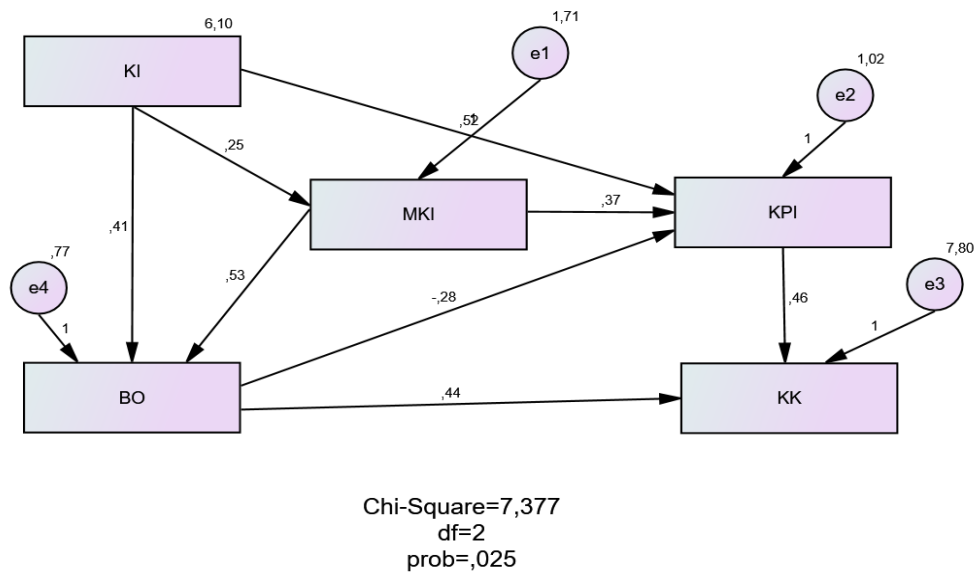 6,10
KI
1,71
e1
1,02
e2
,52
1
1
,25
MKI
,37
KPI
,41
,77
e4
,53
-,28
,46
7,80
e3
1
1
BO
,44
KK
Chi-Square=7,377
df=2
prob=,025